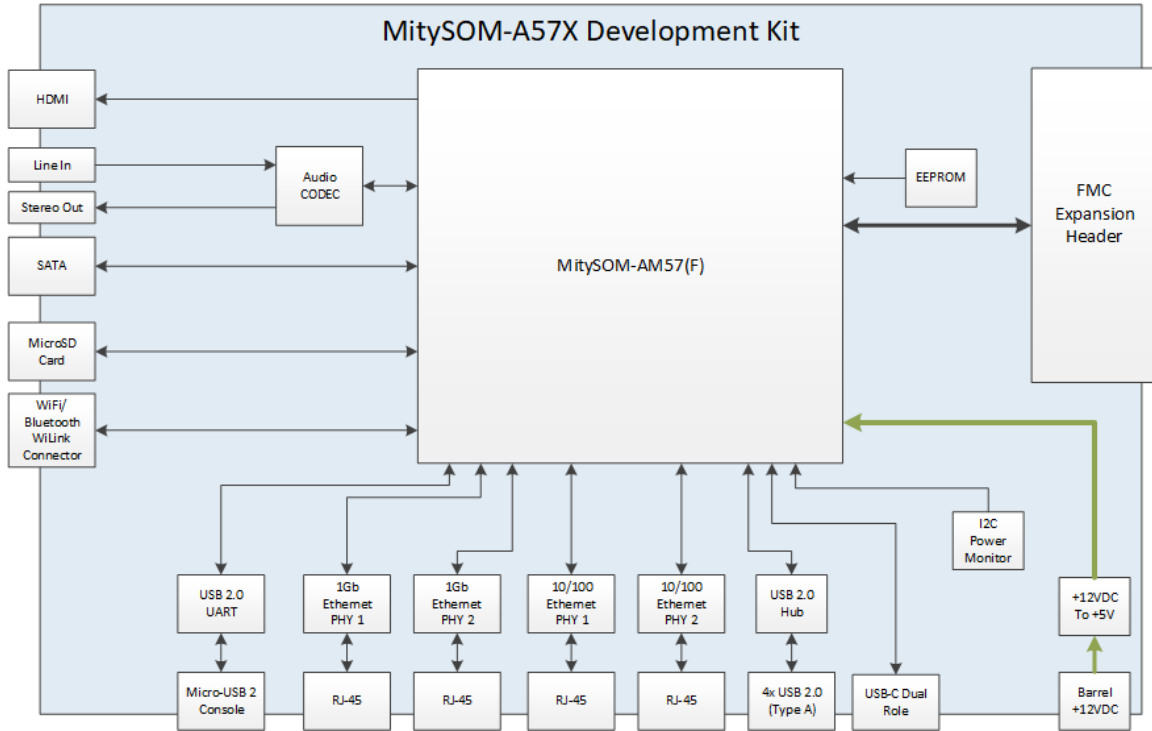 MitySOM-A57X Development Kit
HDMI
Line In
Stereo Out
Audio
CODEC
SATA
MicroSD
Card
WiFi/
Bluetooth
WiLink
Connector
MitySOM-AM57(F)
EEPROM
FMC
Expansion
Header
I2C
Power
Monitor
USB 2.0
UART
1Gb
Ethernet
PHY 1
1Gb
Ethernet
PHY 2
10/100
Ethernet
PHY 1
10/100
Ethernet
PHY 2
USB 2.0
Hub
+12VDC
To +5V
Micro-USB 2
Console
RJ-45
RJ-45
RJ-45
RJ-45
4x USB 2.0
(Type A)
USB-C Dual
Role
Barrel
+12VDC